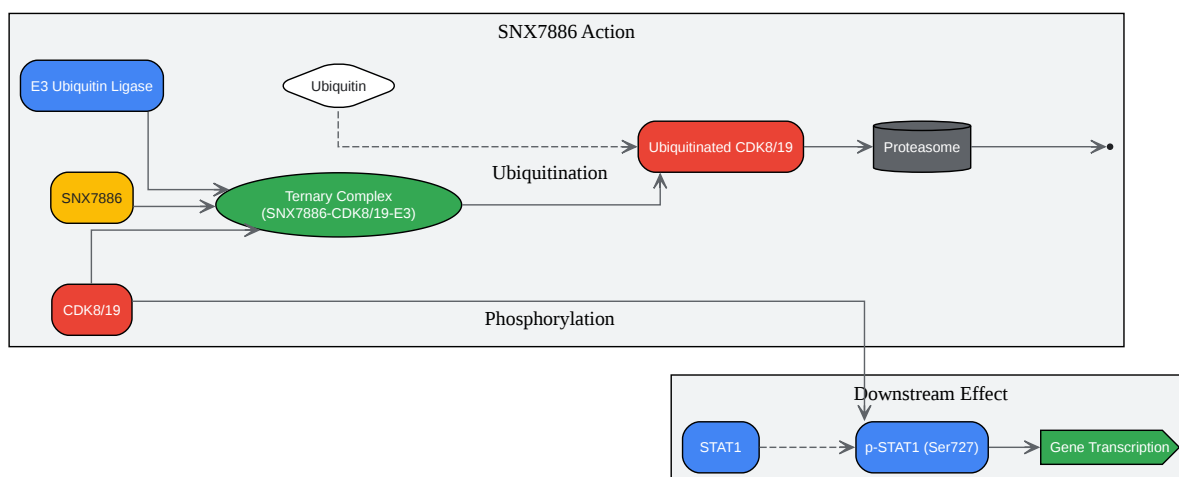 SNX7886 Action
E3 Ubiquitin Ligase
Ubiquitin
Ubiquitinated CDK8/19
Proteasome
Ubiquitination
SNX7886
Ternary Complex
(SNX7886-CDK8/19-E3)
CDK8/19
Phosphorylation
Downstream Effect
STAT1
p-STAT1 (Ser727)
Gene Transcription